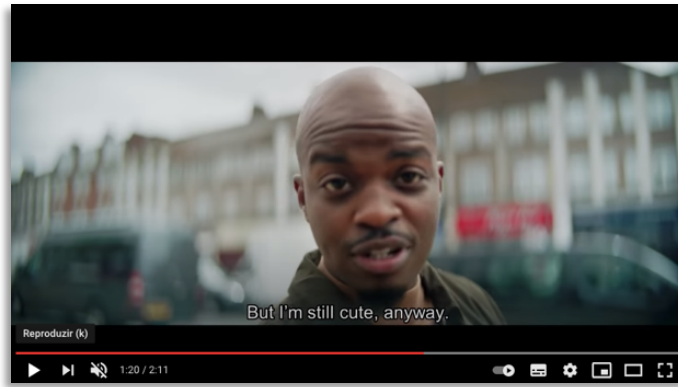 But I'm still cute, anyway.
Reproduzir (k)
1:20 / 2:11